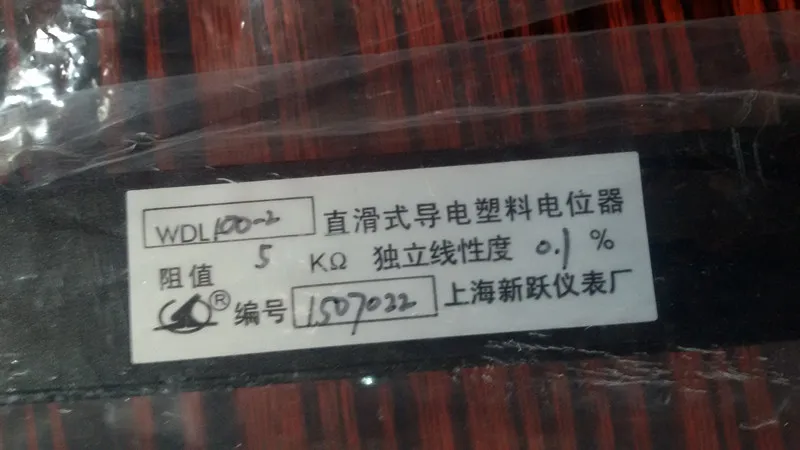 WDL100-2 直滑式导电塑料电位器
阻值 5 KΩ 独立线性度 0.1 %
® 编号 1507022 上海新跃仪表厂